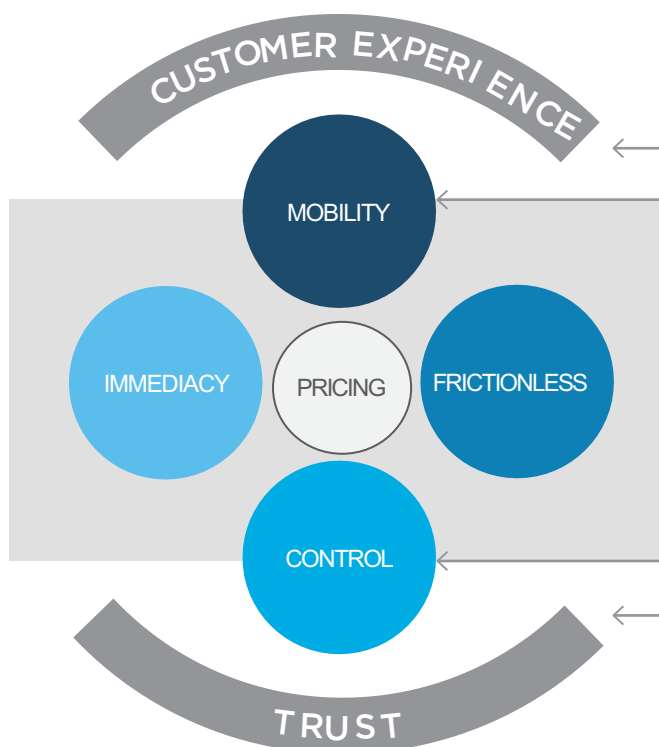 CUSTOMER EXPERIENCE
MOBILITY
IMMEDIACY
PRICING
FRICTIONLESS
CONTROL
TRUST